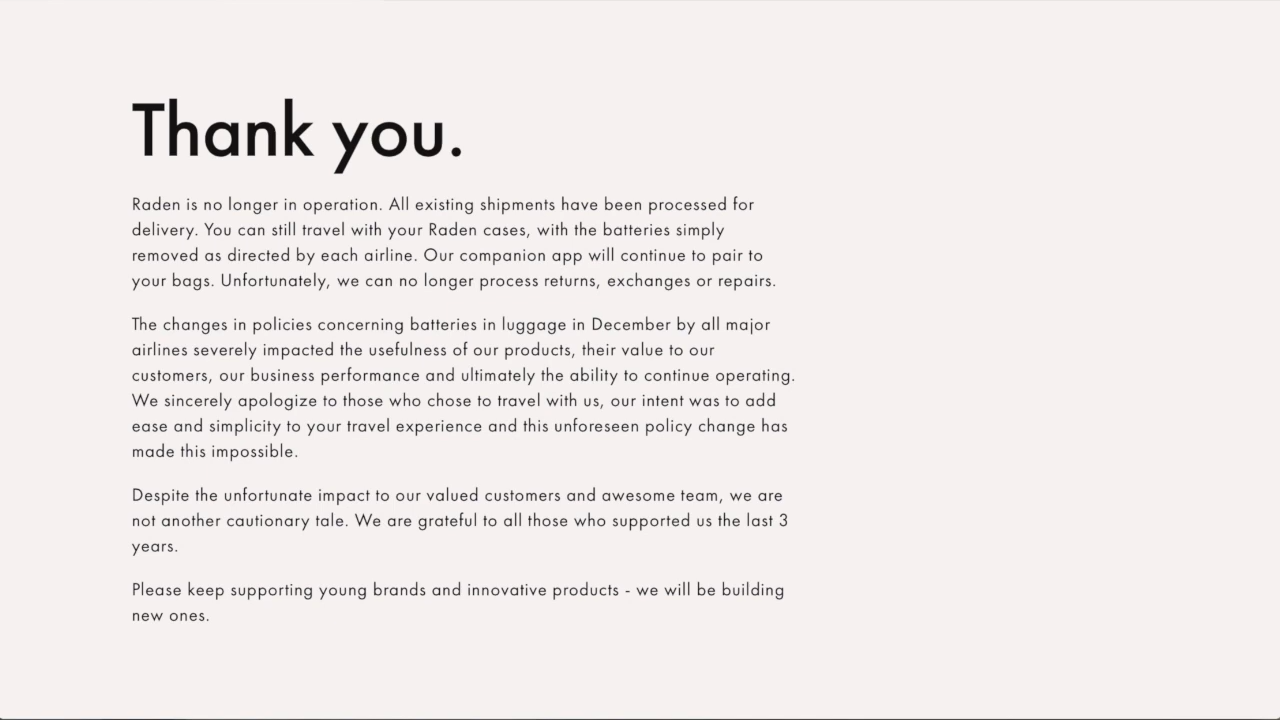 Thank you.
Raden is no longer in operation. All existing shipments have been processed for
delivery. You can still travel with your Raden cases, with the batteries simply
removed as directed by each airline. Our companion app will continue to pair to
your bags. Unfortunately, we can no longer process returns, exchanges or repairs.
The changes in policies concerning batteries in luggage in December by all major
airlines severely impacted the usefulness of our products, their value to our
customers, our business performance and ultimately the ability to continue operating.
We sincerely apologize to those who chose to travel with us, our intent was to add
ease and simplicity to your travel experience and this unforeseen policy change has
made this impossible.
Despite the unfortunate impact to our valued customers and awesome team, we are
not another cautionary tale. We are grateful to all those who supported us the last 3
years.
Please keep supporting young brands and innovative products - we will be building
new ones.